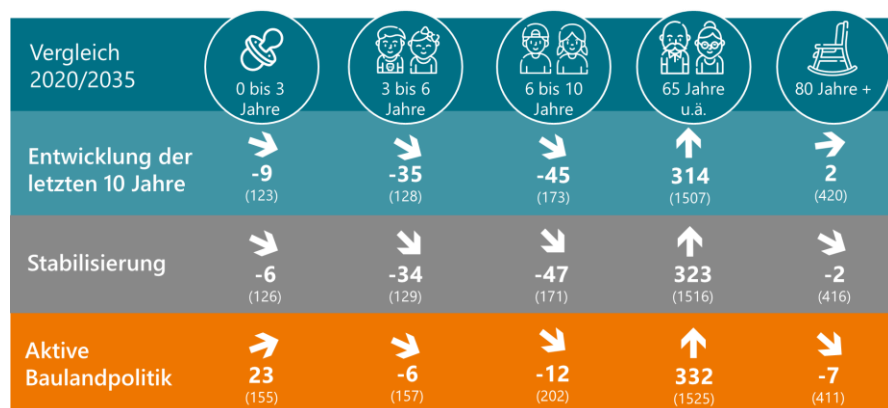 Vergleich
2020/2035
0 bis 3
Jahre
3 bis 6
Jahre
6 bis 10
Jahre
65 Jahre
u.ä.
80 Jahre +
Entwicklung der
letzten 10 Jahre
-9
(123)
-35
(128)
-45
(173)
314
(1507)
2
(420)
Stabilisierung
-6
(126)
-34
(129)
-47
(171)
323
(1516)
-2
(416)
Aktive
Baulandpolitik
23
(155)
-6
(157)
-12
(202)
332
(1525)
-7
(411)